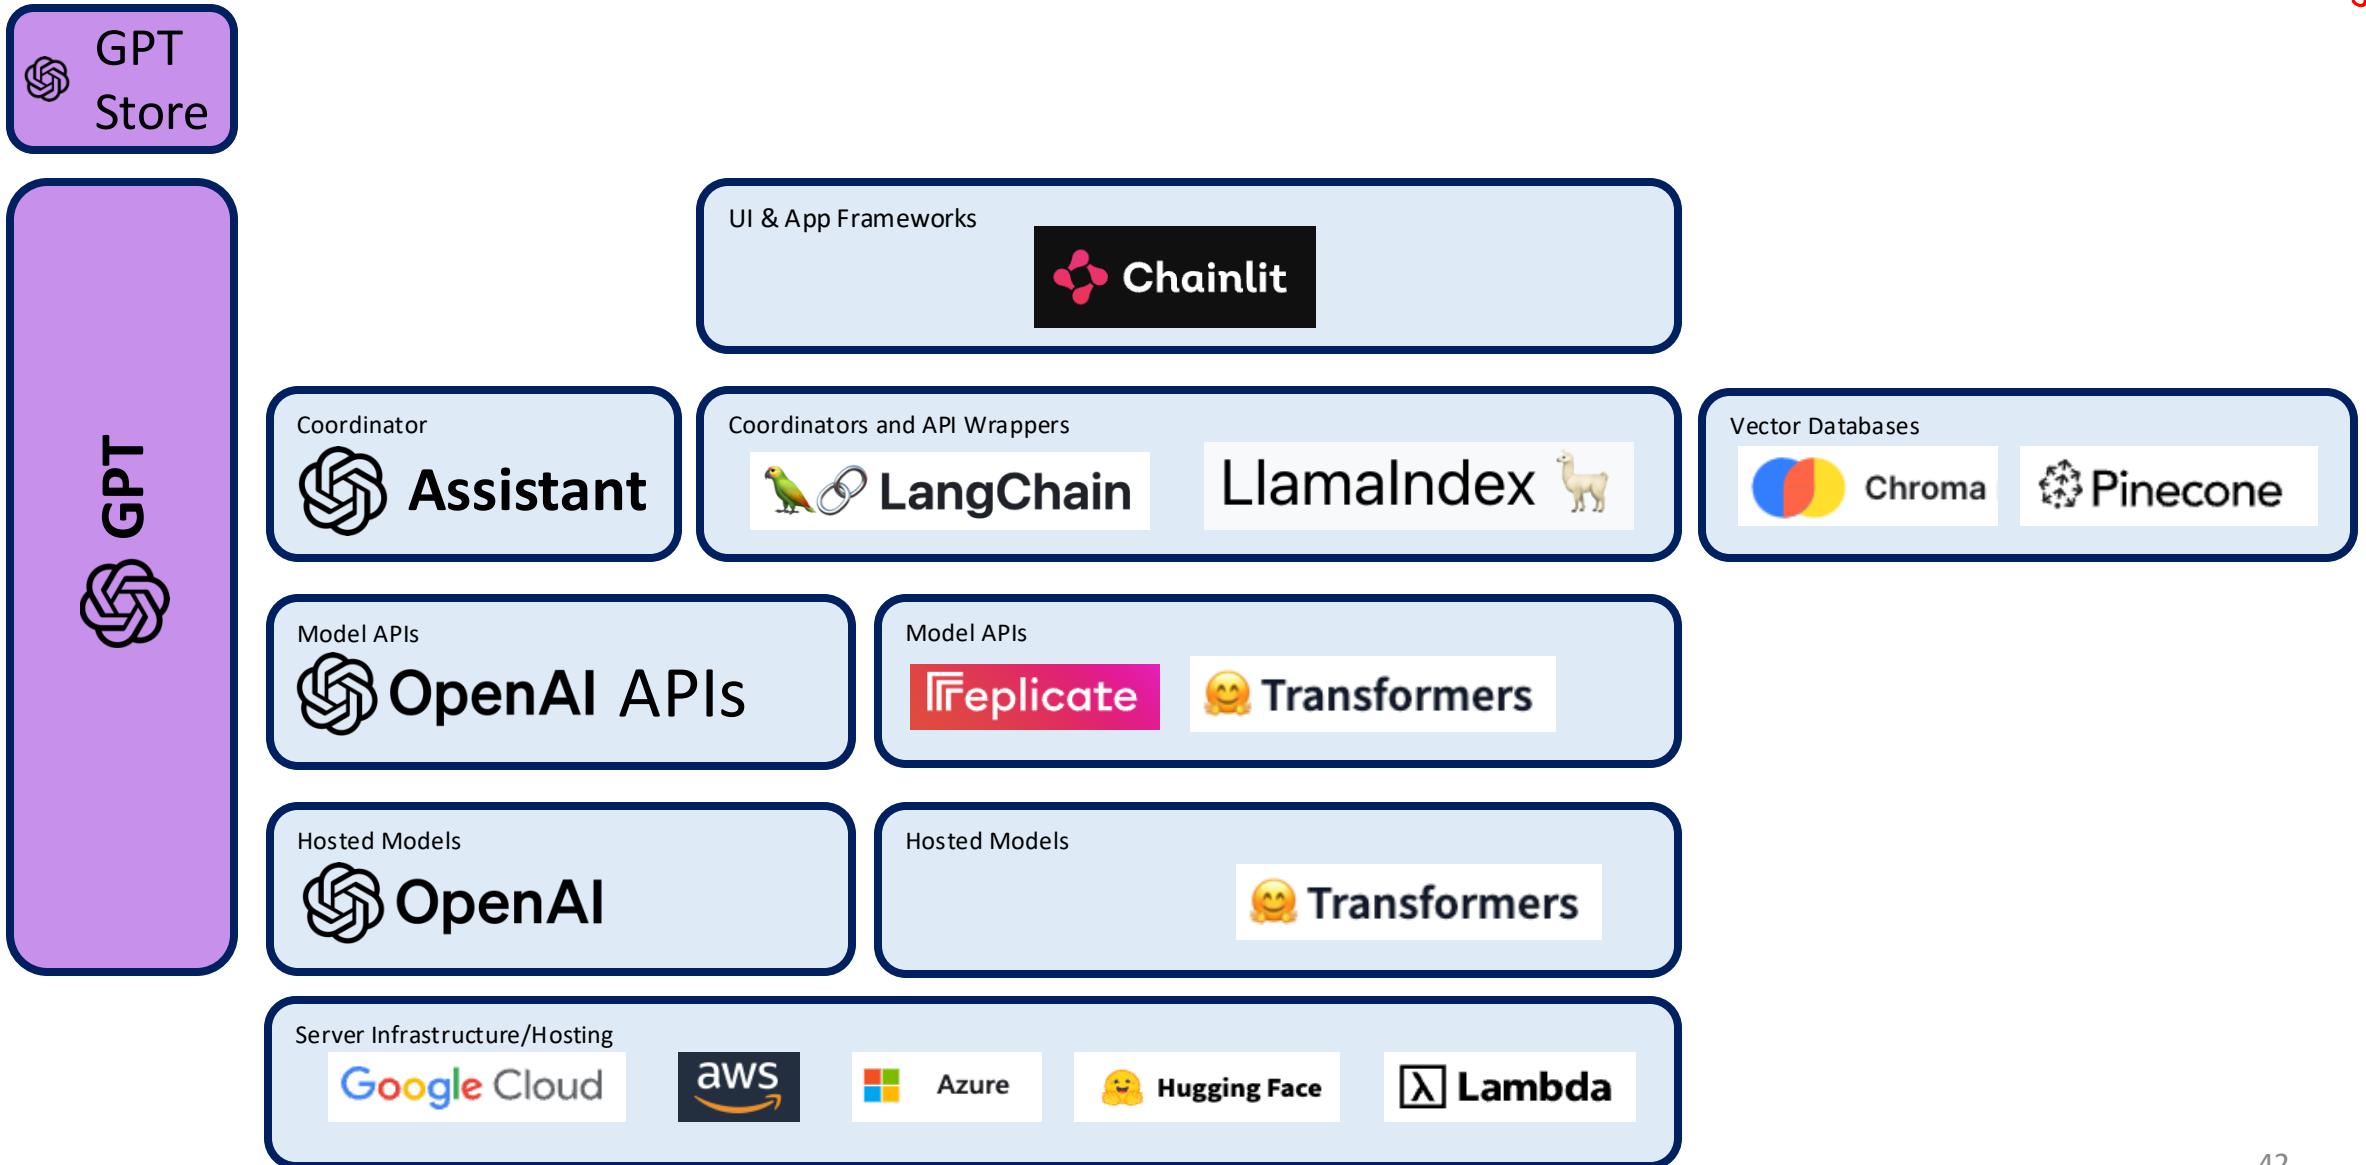 GPT
Store
GPT
UI & App Frameworks
Chainlit
Coordinator
Assistant
Coordinators and API Wrappers
LangChain
LlamaIndex
Vector Databases
Chroma
Pinecone
Model APIs
OpenAI APIs
Model APIs
replicate
Transformers
Hosted Models
OpenAI
Hosted Models
Transformers
Server Infrastructure/Hosting
Google Cloud
aws
Azure
Hugging Face
Lambda
42